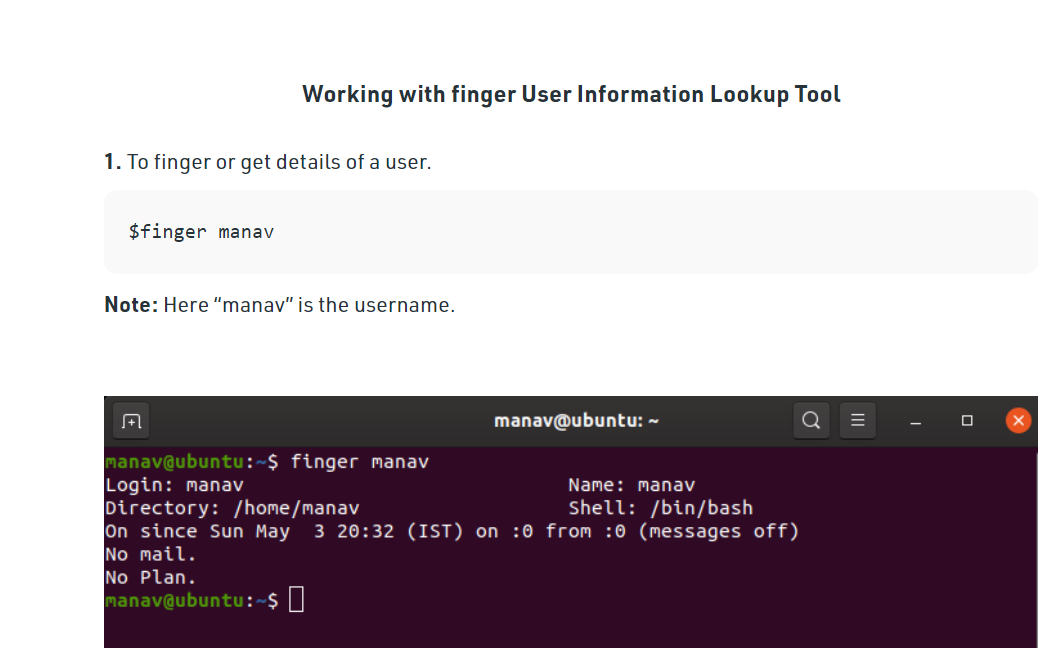 Working with finger User Information Lookup Tool
1. To finger or get details of a user.
$finger manav
Note: Here “manav” is the username.
manav@ubuntu: ~
manav@ubuntu:~$ finger manav
Login: manav                            Name: manav
Directory: /home/manav                  Shell: /bin/bash
On since Sun May  3 20:32 (IST) on :0 from :0 (messages off)
No mail.
No Plan.
manav@ubuntu:~$